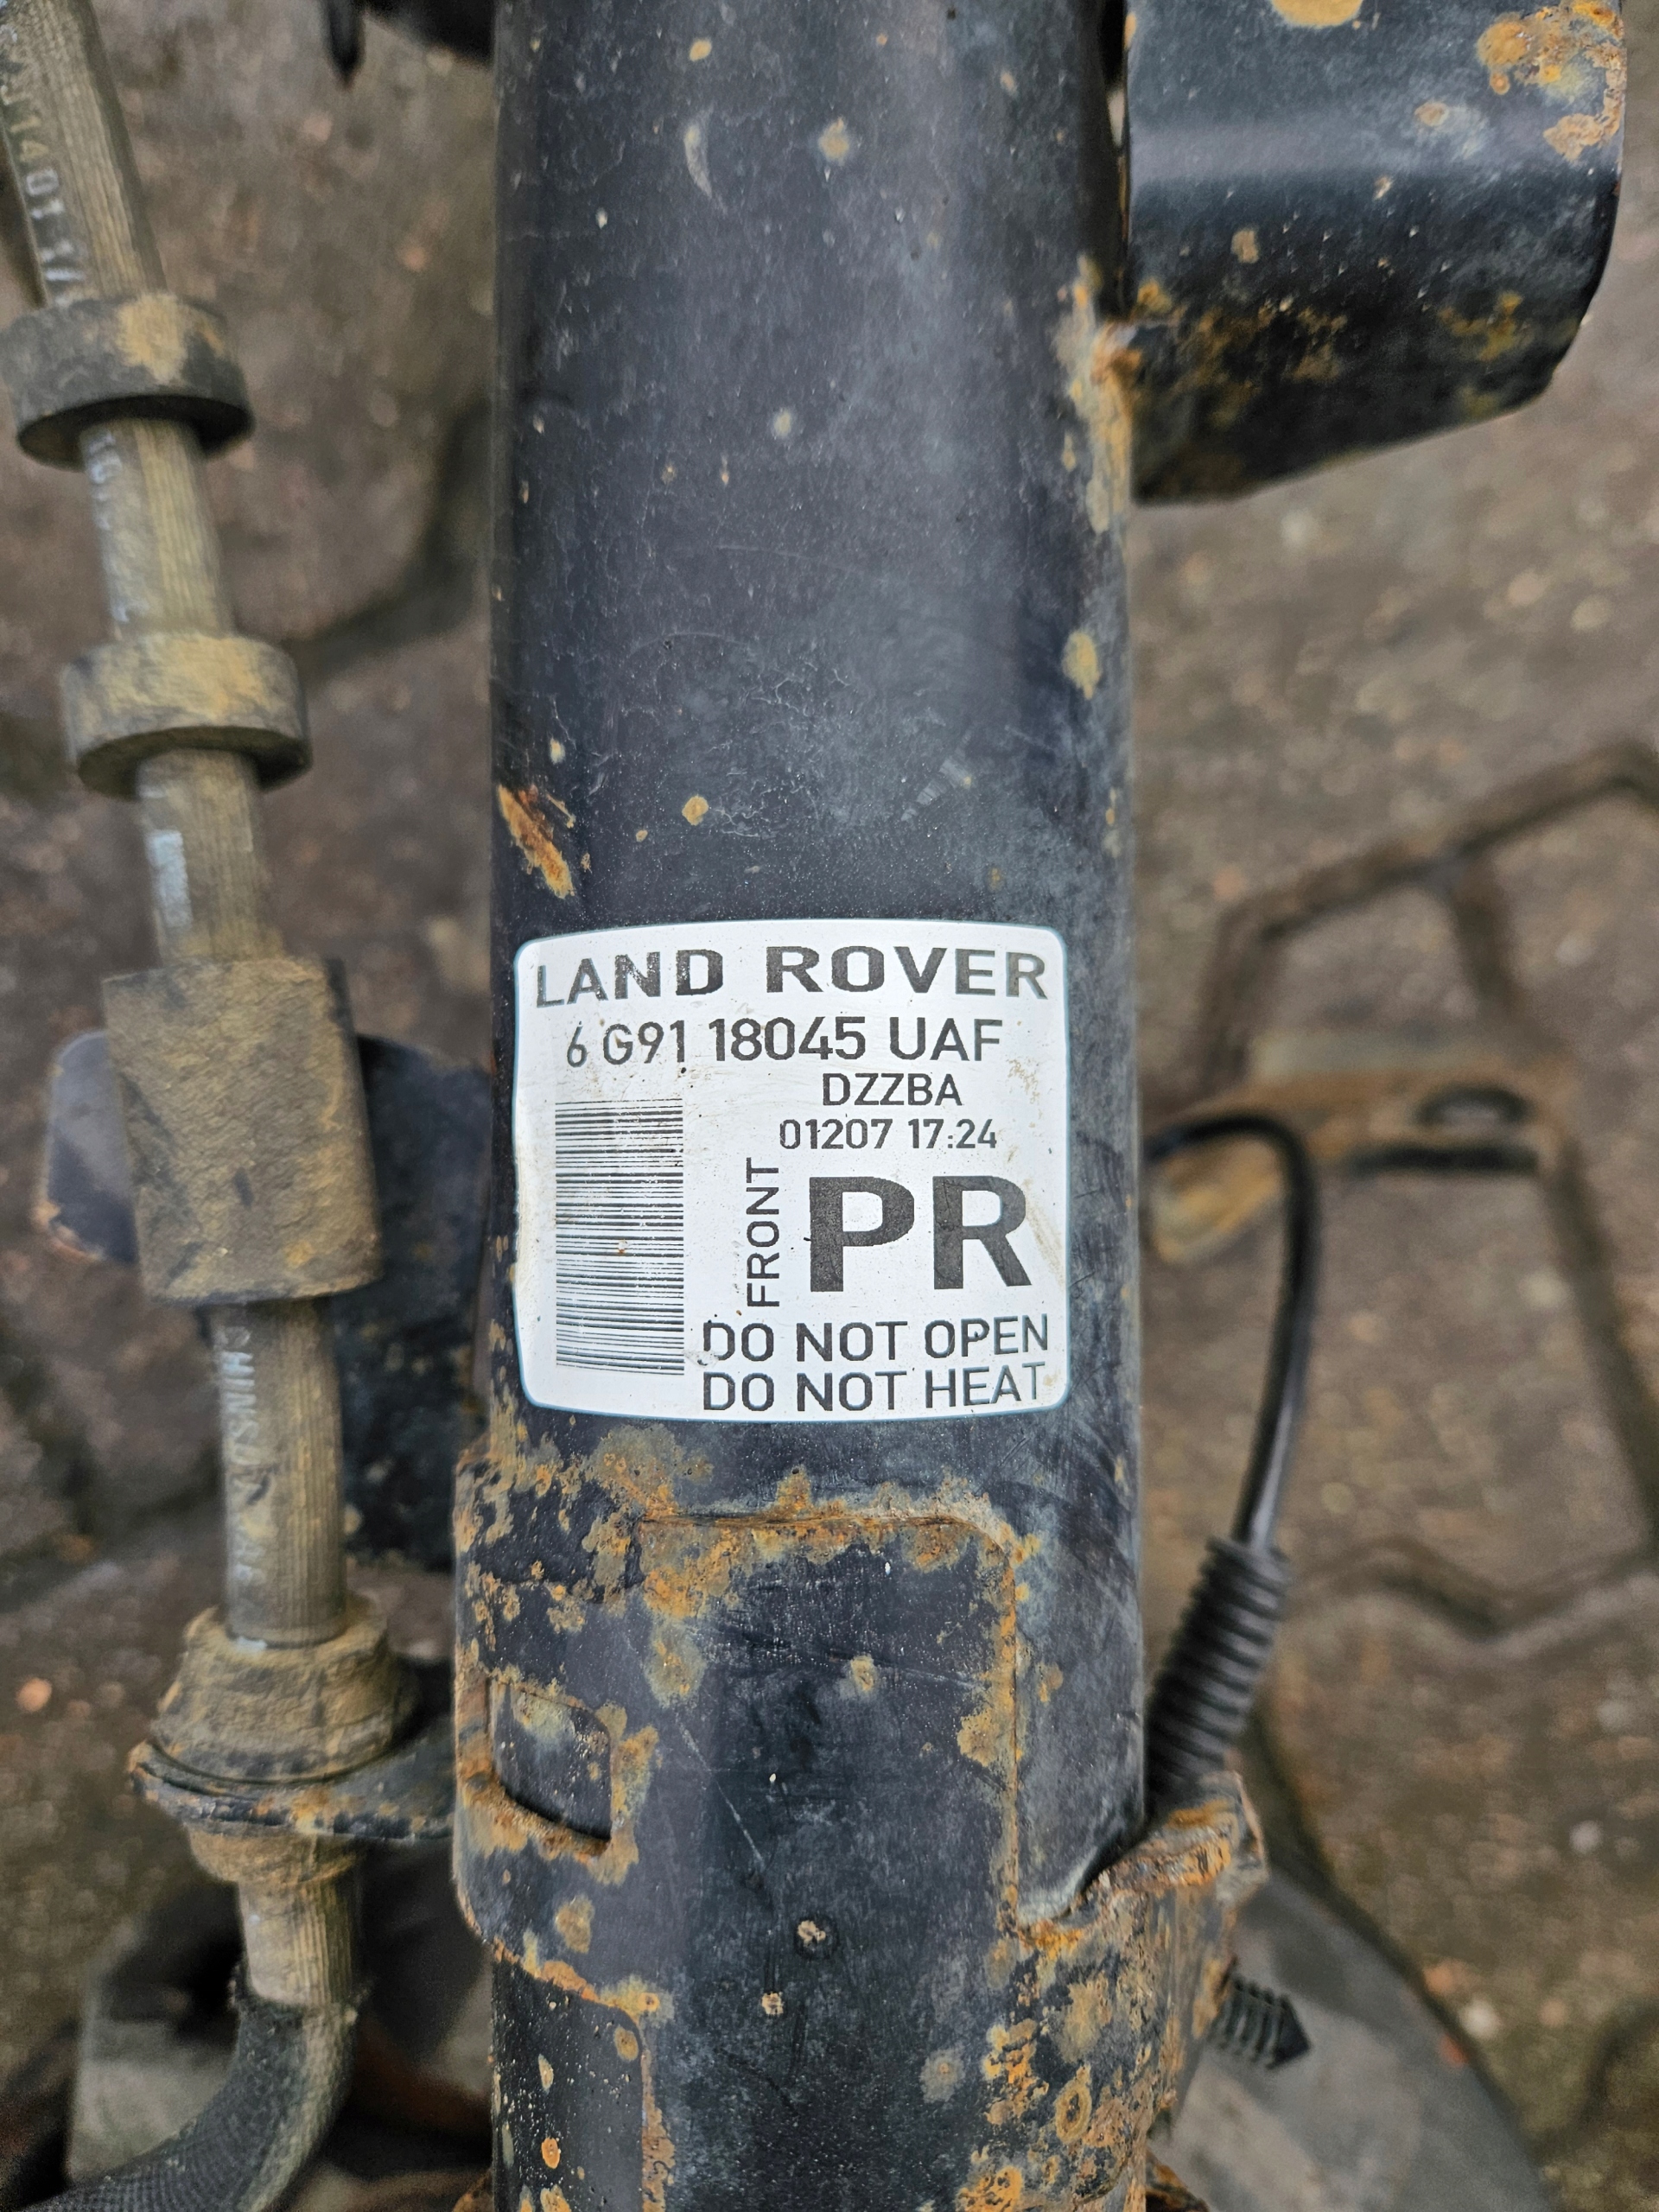 LAND ROVER
6 G91 18045 UAF
DZZBA
01207 17:24
FRONT
PR
DO NOT OPEN
DO NOT HEAT